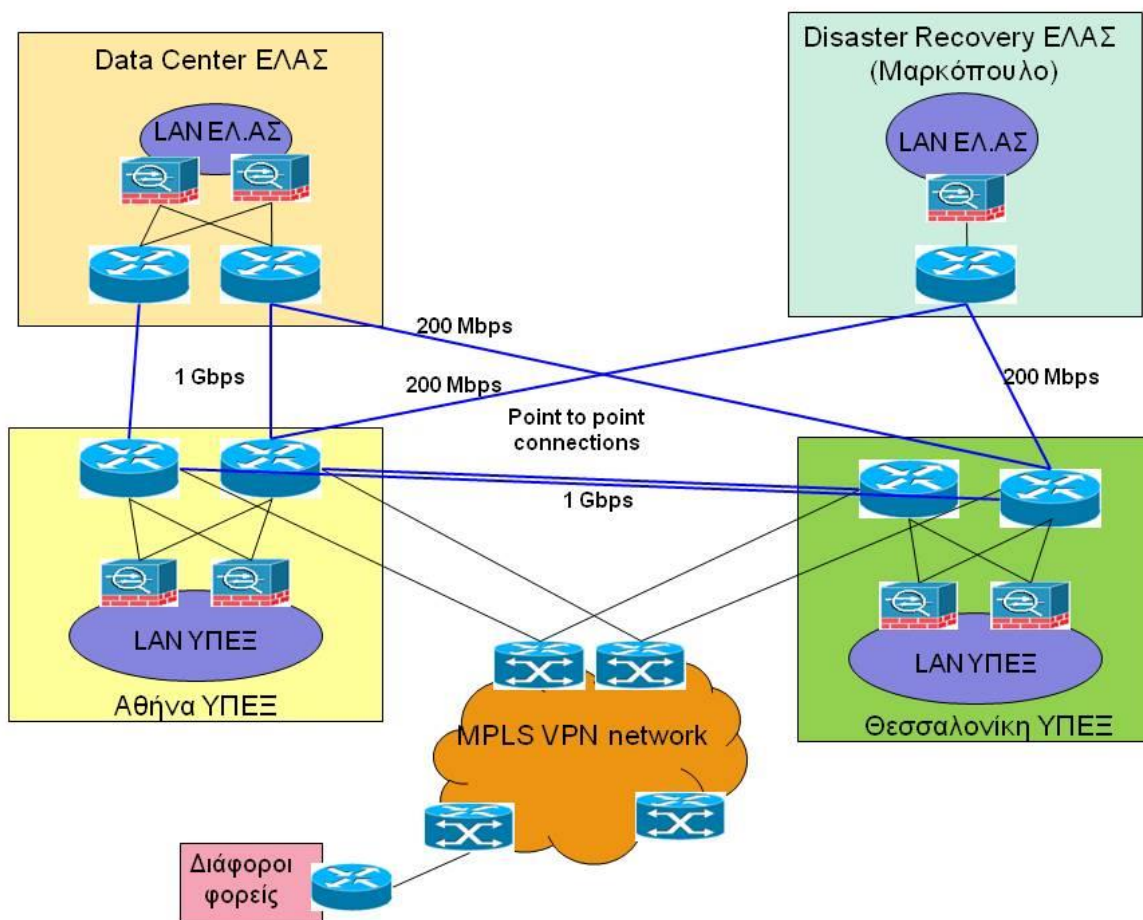 Data Center ΕΛΑΣ
LAN ΕΛ.ΑΣ
Disaster Recovery ΕΛΑΣ
(Μαρκόπουλο)
LAN ΕΛ.ΑΣ
200 Mbps
1 Gbps
200 Mbps
200 Mbps
Point to point
connections
1 Gbps
LAN ΥΠΕΞ
Αθήνα ΥΠΕΞ
LAN ΥΠΕΞ
Θεσσαλονίκη ΥΠΕΞ
MPLS VPN network
Διάφοροι
φορείς